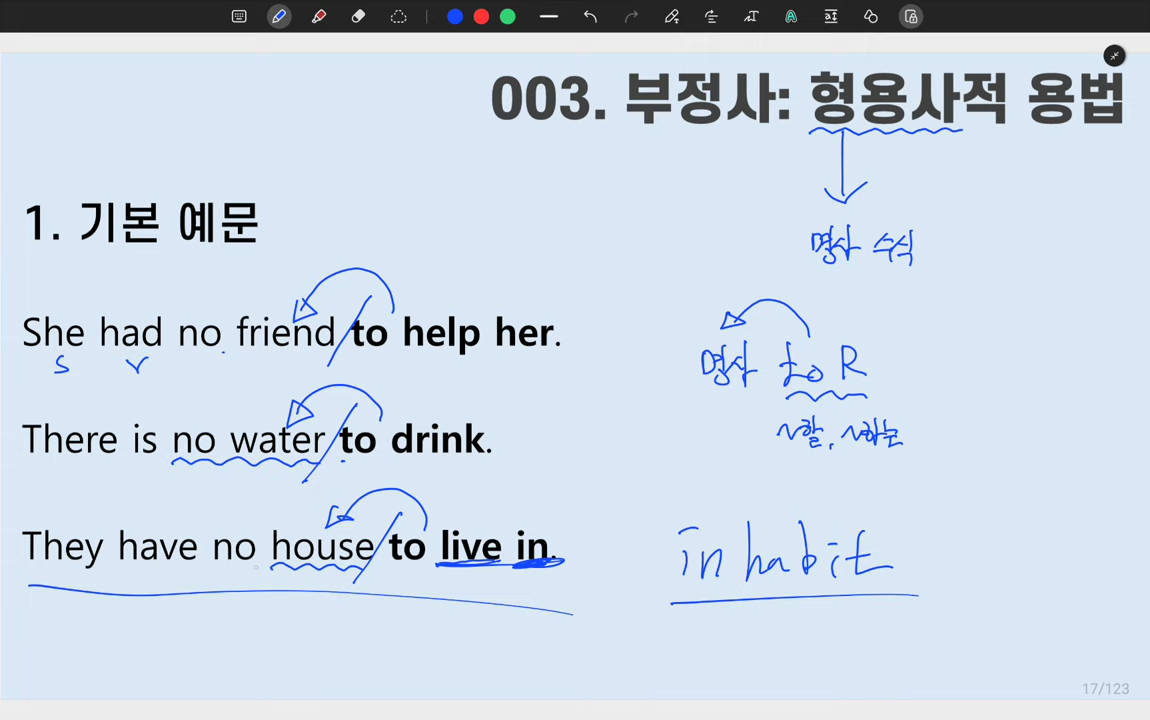 003. 부정사: 형용사적 용법
명사 수식
1. 기본 예문
She had no friend to help her.
S V
명사 to R
~할, ~하는
There is no water to drink.
They have no house to live in.
inhabit
17/123